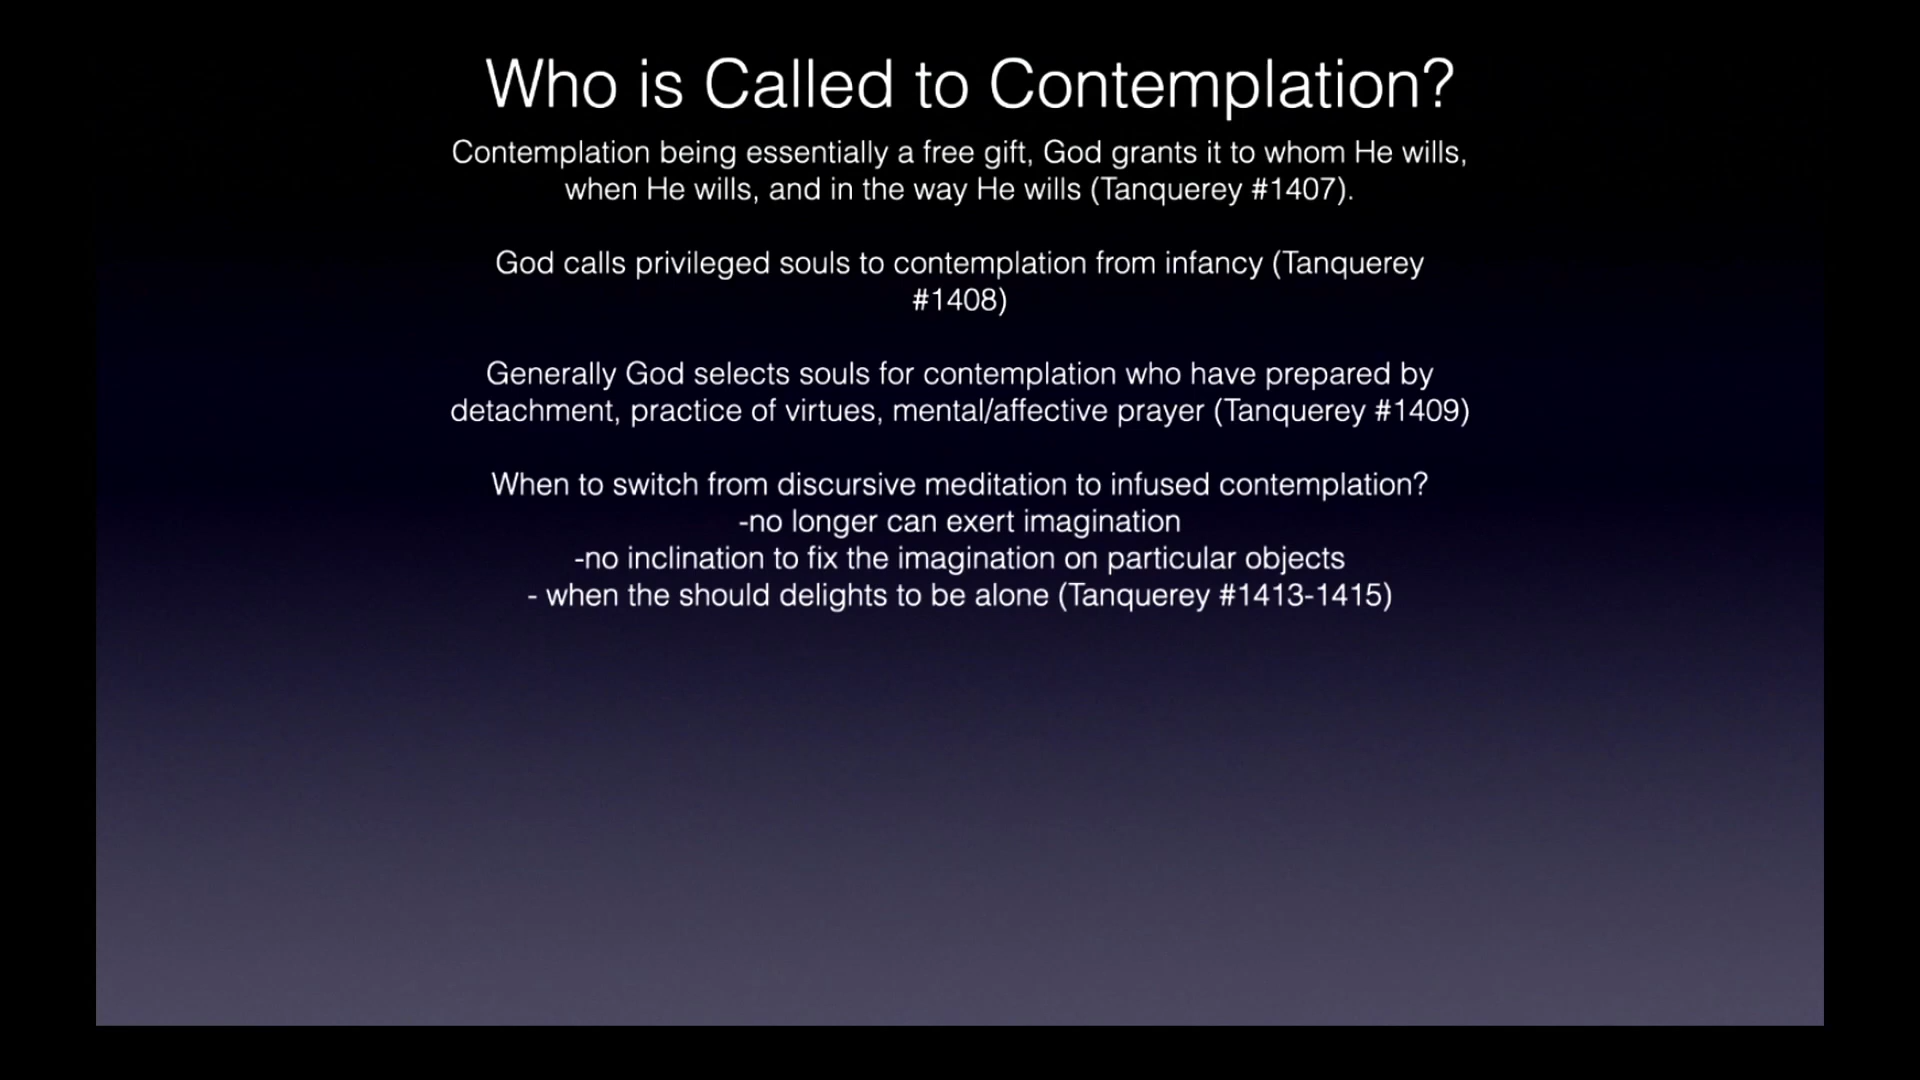 Who is Called to Contemplation?
Contemplation being essentially a free gift, God grants it to whom He wills,
when He wills, and in the way He wills (Tanquerey #1407).
God calls privileged souls to contemplation from infancy (Tanquerey
#1408)
Generally God selects souls for contemplation who have prepared by
detachment, practice of virtues, mental/affective prayer (Tanquerey #1409)
When to switch from discursive meditation to infused contemplation?
-no longer can exert imagination
-no inclination to fix the imagination on particular objects
- when the should delights to be alone (Tanquerey #1413-1415)